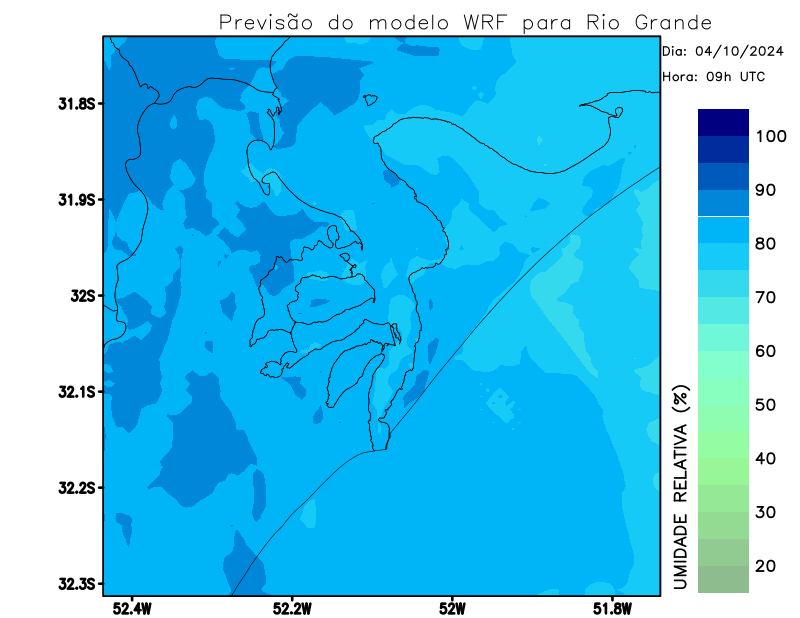 Previsão do modelo WRF para Rio Grande
Dia: 04/10/2024
Hora: 09h UTC
31.8S
31.9S
32S
32.1S
32.2S
32.3S
52.4W
52.2W
52W
51.8W
100
90
80
70
60
50
40
30
20
UMIDADE RELATIVA (%)